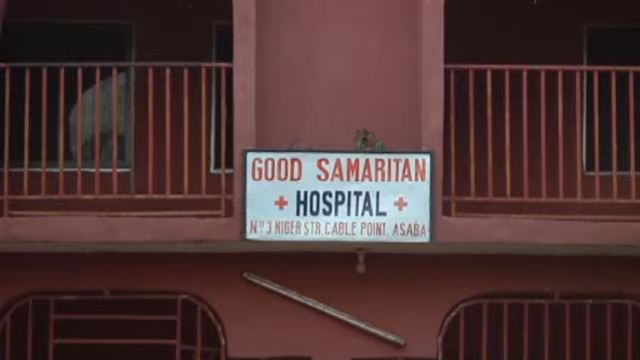 GOOD SAMARITAN
+ HOSPITAL +
Nº 3 NIGER STR, CABLE POINT, ASABA